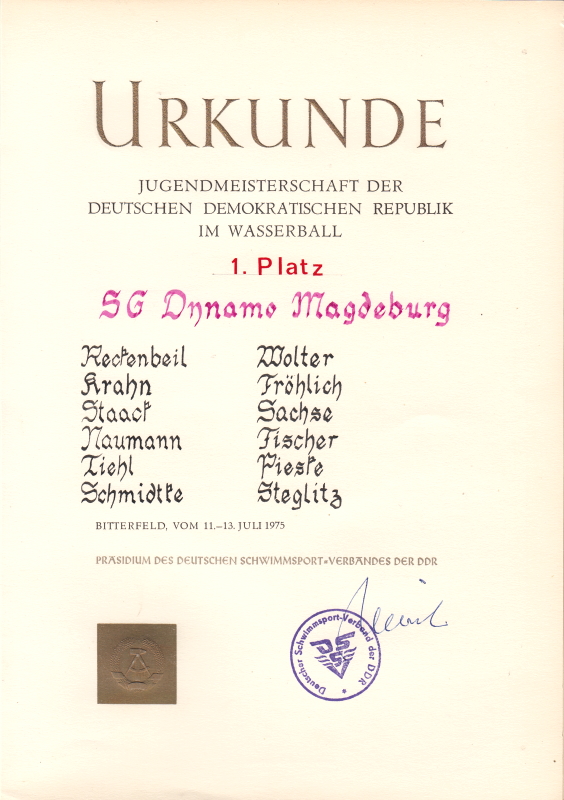 URKUNDE
JUGENDMEISTERSCHAFT DER
DEUTSCHEN DEMOKRATISCHEN REPUBLIK
IM WASSERBALL
1. Platz
SG Dynamo Magdeburg
Reckenbeil Wolter
Krahn Fröhlich
Staack Sachse
Naumann Fischer
Ziehl Pieske
Schmidtke Steglitz
BITTERFELD, VOM 11.–13. JULI 1975
PRÄSIDIUM DES DEUTSCHEN SCHWIMMSPORT-VERBANDES DER DDR
Deutscher Schwimmsport-Verband der DDR
DSSV